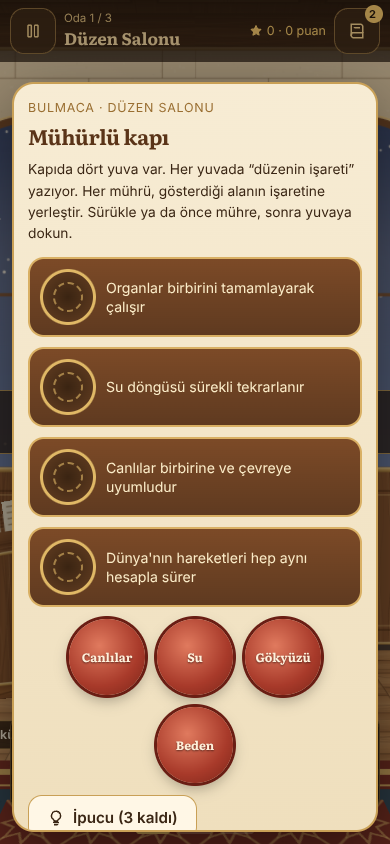 Oda 1 / 3
Düzen Salonu
0 · 0 puan
2
BULMACA · DÜZEN SALONU
Mühürlü kapı
Kapıda dört yuva var. Her yuvada “düzenin işareti”
yazıyor. Her mührü, gösterdiği alanın işaretine
yerleştir. Sürükle ya da önce mühre, sonra yuvaya
dokun.
Organlar birbirini tamamlayarak
çalışır
Su döngüsü sürekli tekrarlanır
Canlılar birbirine ve çevreye
uyumludur
Dünya'nın hareketleri hep aynı
hesapla sürer
Canlılar
Su
Gökyüzü
Beden
İpucu (3 kaldı)